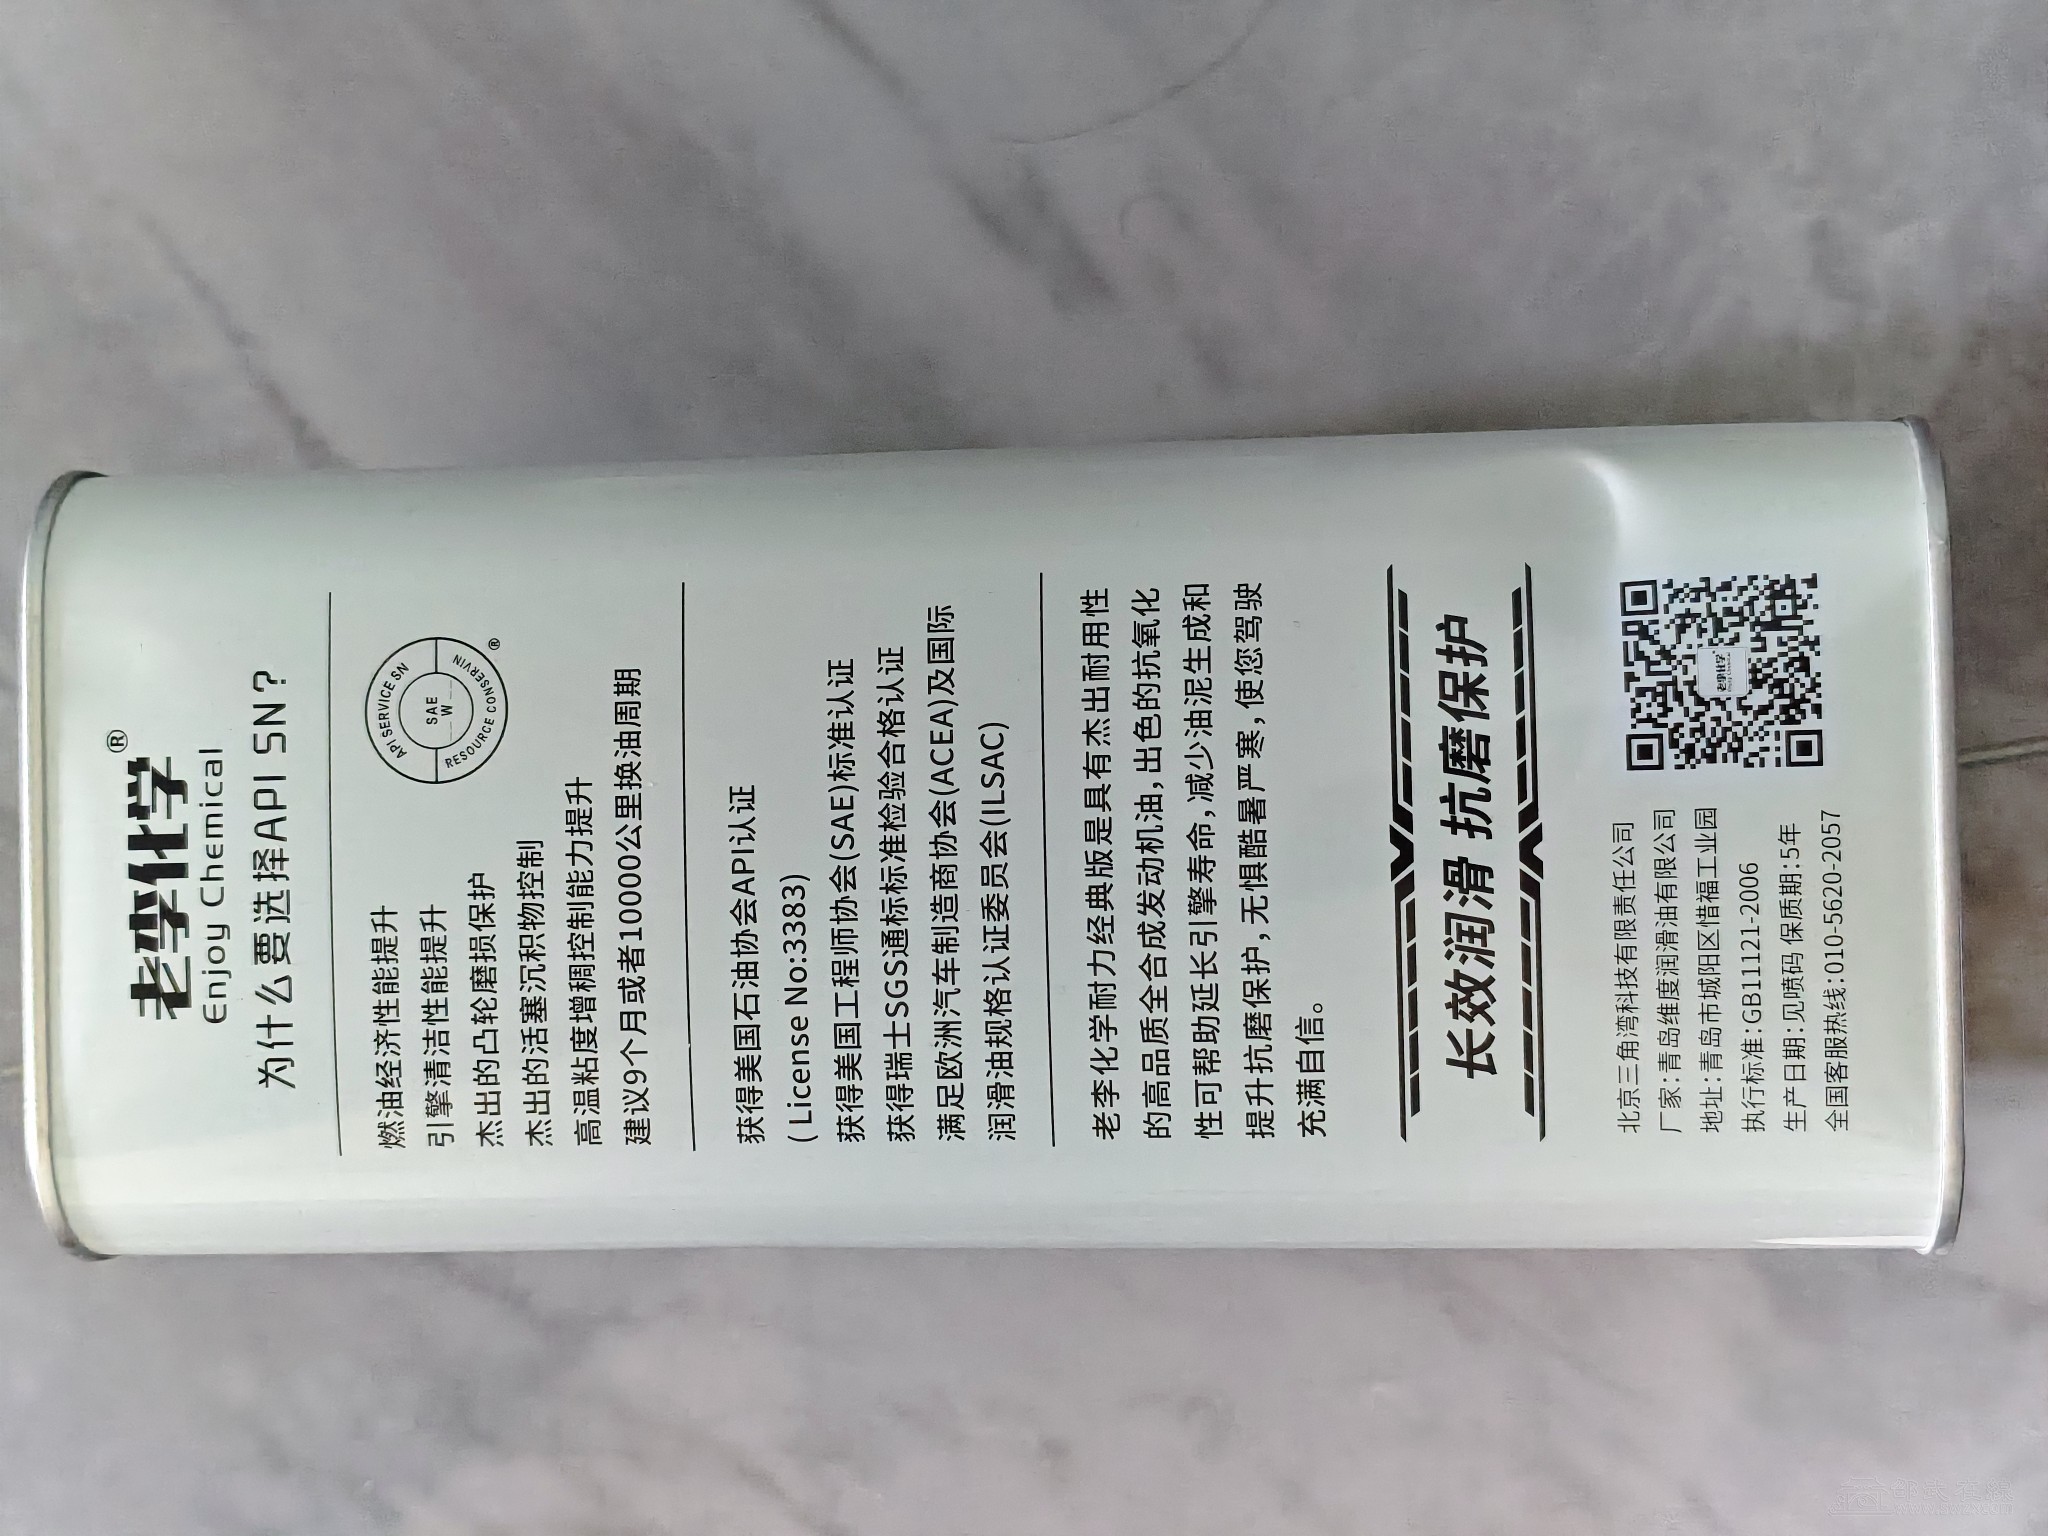 老李化学®
Enjoy Chemical
为什么要选择API SN?
燃油经济性能提升
引擎清洁性能提升
杰出的凸轮磨损保护
杰出的活塞沉积物控制
高温粘度增稠控制能力提升
建议9个月或者10000公里换油周期
API SERVICE SN
SAE
__W__
RESOURCE CONSERVIN
®
获得美国石油协会API认证
(License No:3383)
获得美国工程师协会(SAE)标准认证
获得瑞士SGS通标标准检验合格认证
满足欧洲汽车制造商协会(ACEA)及国际
润滑油规格认证委员会(ILSAC)
老李化学耐力经典版是具有杰出耐用性
的高品质全合成发动机油,出色的抗氧化
性可帮助延长引擎寿命,减少油泥生成和
提升抗磨保护,无惧酷暑严寒,使您驾驶
充满自信。
长效润滑 抗磨保护
北京三角湾科技有限责任公司
厂家:青岛维度润滑油有限公司
地址:青岛市城阳区惜福工业园
执行标准:GB11121-2006
生产日期:见喷码 保质期:5年
全国客服热线:010-5620-2057
老李化学